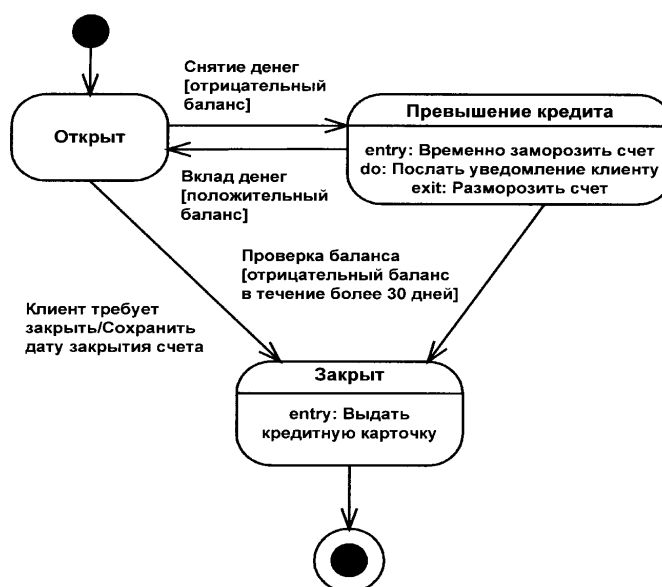 Снятие денег
[отрицательный
баланс]
Открыт
Превышение кредита
entry: Временно заморозить счет
do: Послать уведомление клиенту
exit: Разморозить счет
Вклад денег
[положительный
баланс]
Проверка баланса
[отрицательный баланс
в течение более 30 дней]
Клиент требует
закрыть/Сохранить
дату закрытия счета
Закрыт
entry: Выдать
кредитную карточку